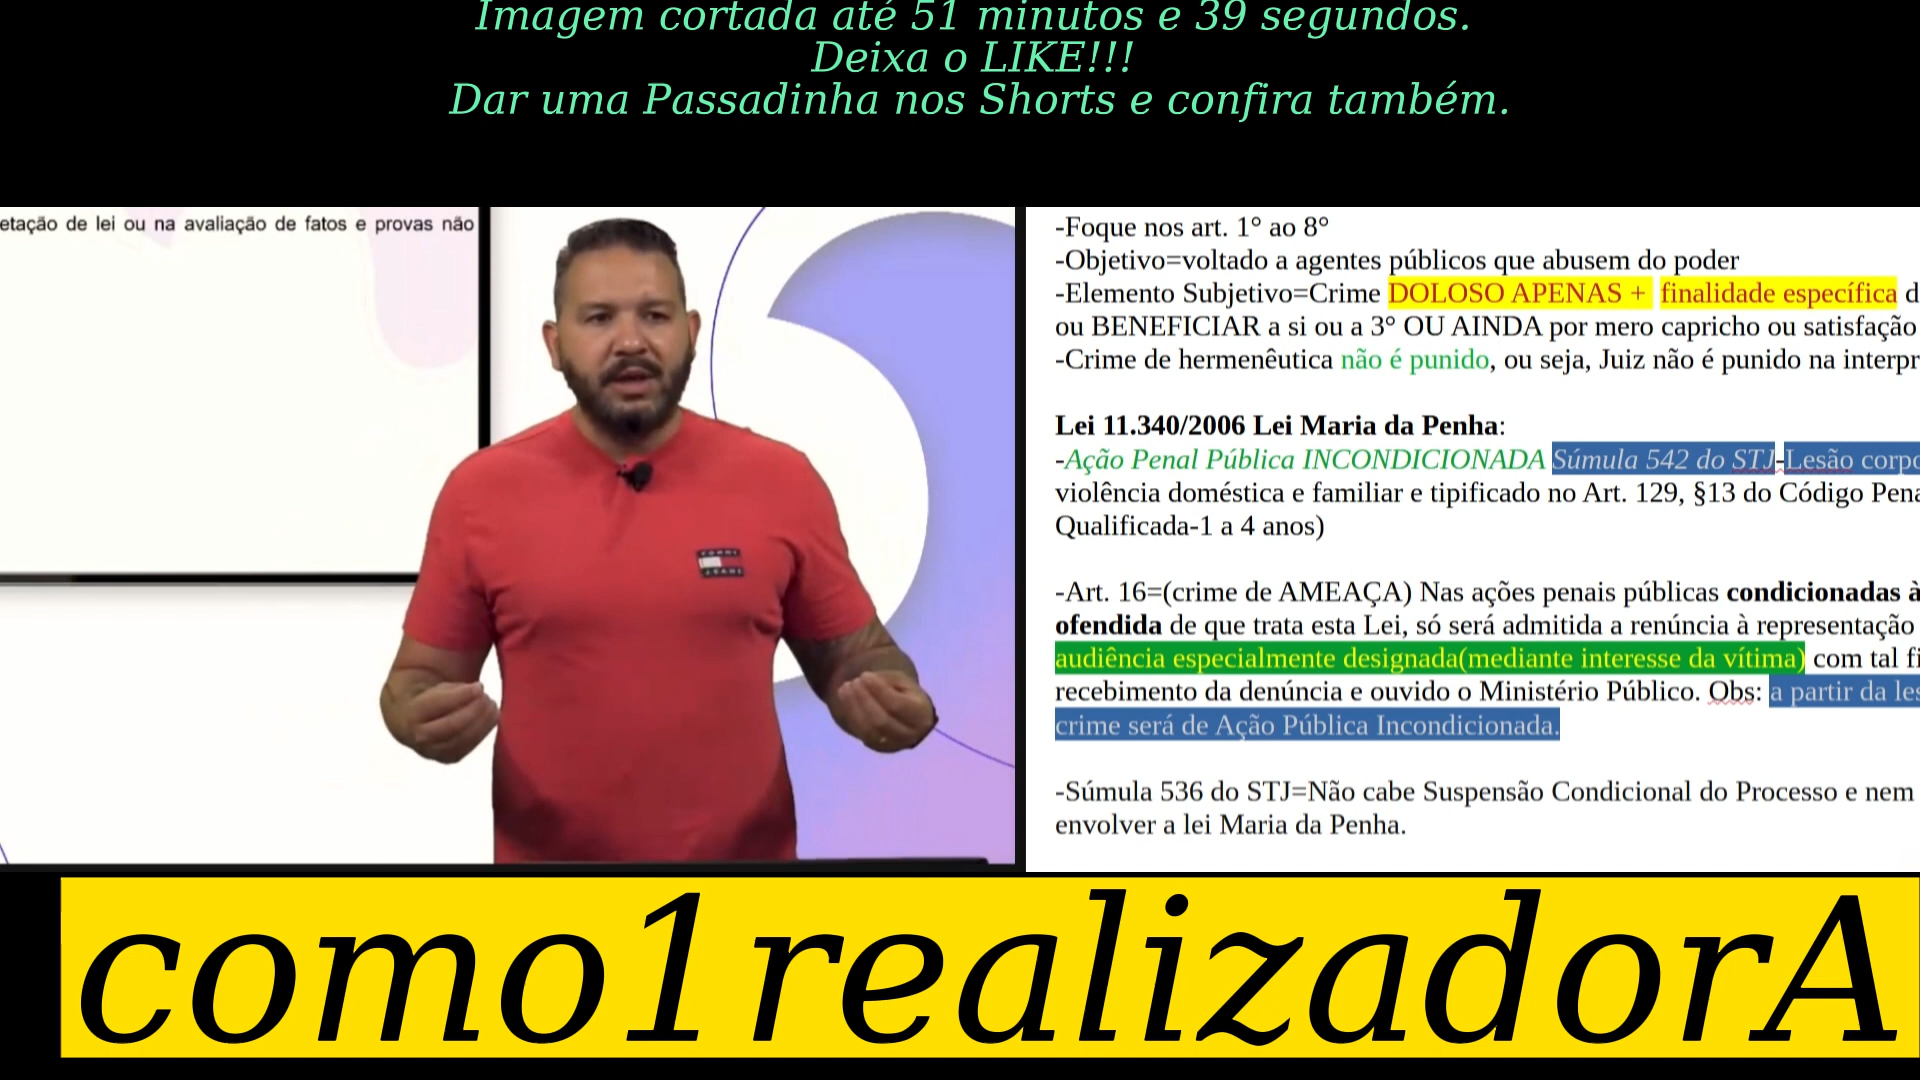 Imagem cortada até 51 minutos e 39 segundos.
Deixa o LIKE!!!
Dar uma Passadinha nos Shorts e confira também.
etação de lei ou na avaliação de fatos e provas não
TOMMY
JEANS
-Foque nos art. 1° ao 8°
-Objetivo=voltado a agentes públicos que abusem do poder
-Elemento Subjetivo=Crime DOLOSO APENAS + finalidade específica d
ou BENEFICIAR a si ou a 3° OU AINDA por mero capricho ou satisfação
-Crime de hermenêutica não é punido, ou seja, Juiz não é punido na interpr
Lei 11.340/2006 Lei Maria da Penha:
-Ação Penal Pública INCONDICIONADA Súmula 542 do STJ-Lesão corpo
violência doméstica e familiar e tipificado no Art. 129, §13 do Código Pena
Qualificada-1 a 4 anos)
-Art. 16=(crime de AMEAÇA) Nas ações penais públicas condicionadas à
ofendida de que trata esta Lei, só será admitida a renúncia à representação
audiência especialmente designada(mediante interesse da vítima) com tal fi
recebimento da denúncia e ouvido o Ministério Público. Obs: a partir da les
crime será de Ação Pública Incondicionada.
-Súmula 536 do STJ=Não cabe Suspensão Condicional do Processo e nem
envolver a lei Maria da Penha.
como1realizadorA